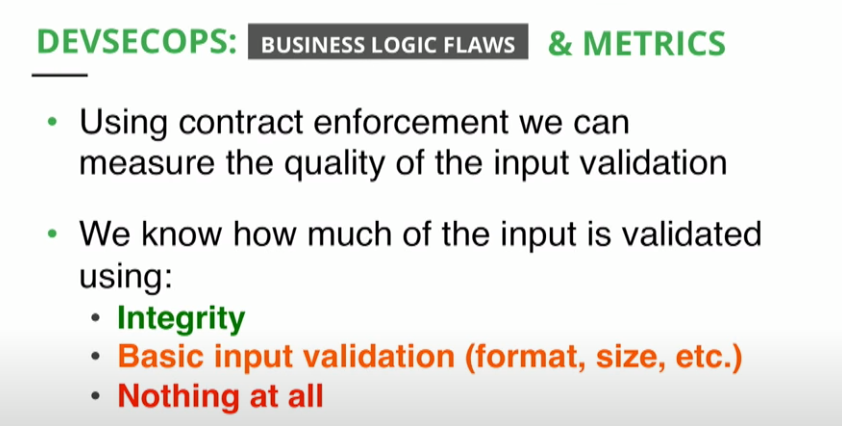 DEVSECOPS: BUSINESS LOGIC FLAWS & METRICS
• Using contract enforcement we can
measure the quality of the input validation
• We know how much of the input is validated
using:
• Integrity
• Basic input validation (format, size, etc.)
• Nothing at all